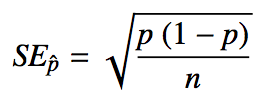 SE_p̂ = √(p (1 − p) / n)